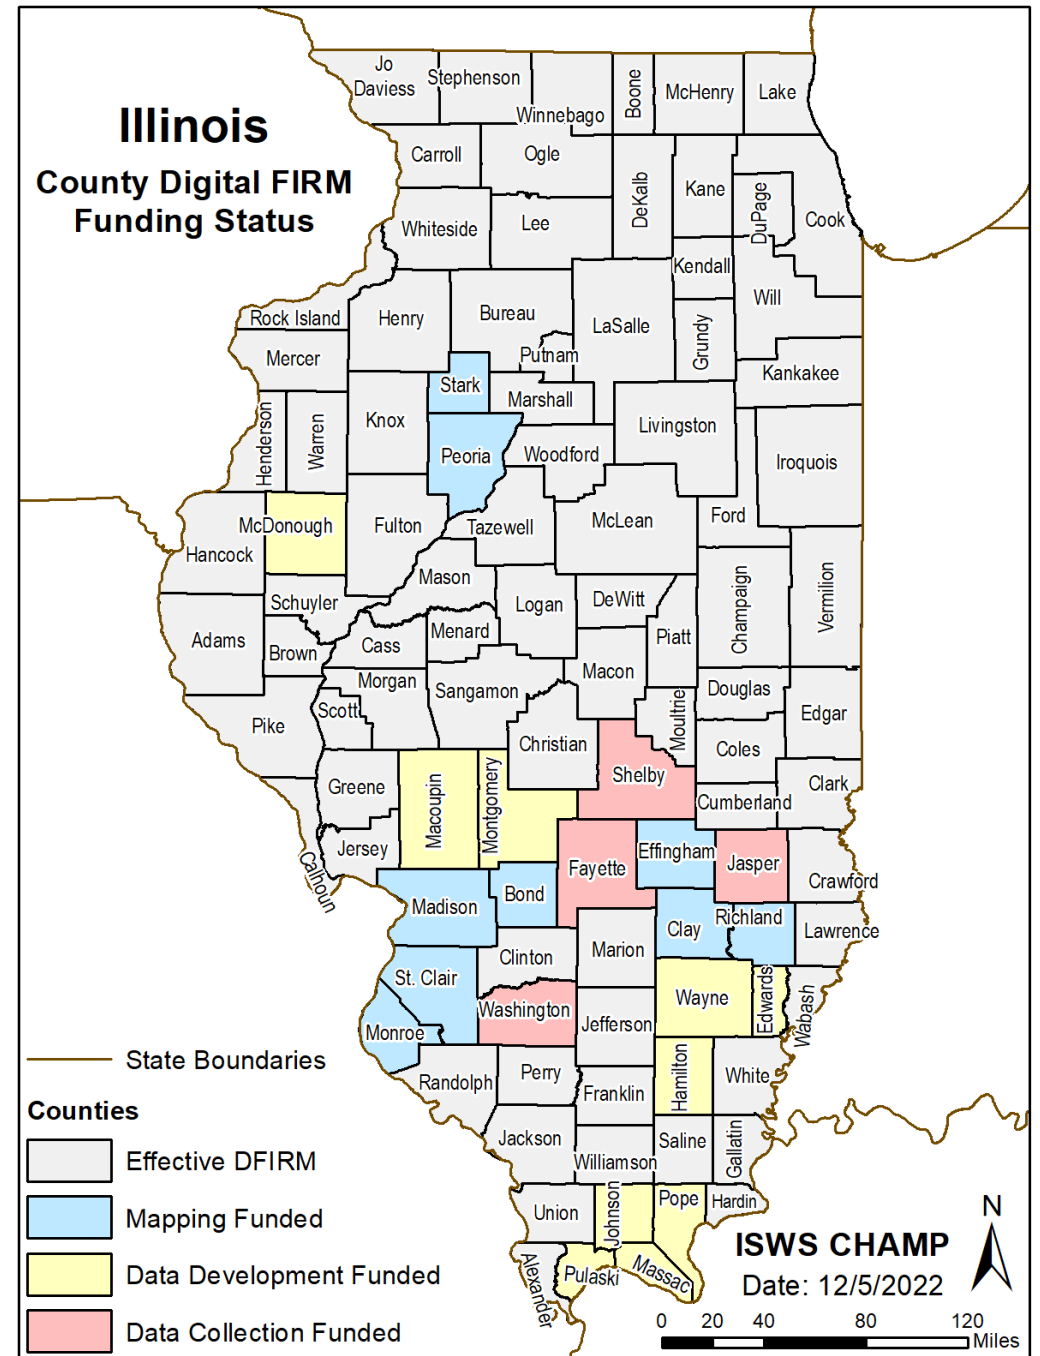 Illinois
County Digital FIRM
Funding Status
Jo
Daviess
Stephenson
Winnebago
Boone
McHenry
Lake
Carroll
Ogle
DeKalb
Kane
DuPage
Cook
Whiteside
Lee
Kendall
Will
Rock Island
Henry
Bureau
LaSalle
Grundy
Mercer
Putnam
Kankakee
Stark
Marshall
Henderson
Warren
Knox
Livingston
Peoria
Woodford
Iroquois
McDonough
Fulton
Tazewell
McLean
Ford
Hancock
Mason
Schuyler
Logan
DeWitt
Champaign
Vermilion
Adams
Brown
Cass
Menard
Piatt
Macon
Morgan
Sangamon
Douglas
Scott
Pike
Moultrie
Edgar
Christian
Coles
Greene
Macoupin
Montgomery
Shelby
Clark
Cumberland
Jersey
Calhoun
Fayette
Effingham
Jasper
Crawford
Madison
Bond
Clay
Richland
Lawrence
Clinton
Marion
St. Clair
Washington
Wayne
Edwards
Wabash
Monroe
Jefferson
Randolph
Perry
Franklin
Hamilton
White
Jackson
Williamson
Saline
Gallatin
Union
Johnson
Pope
Hardin
Alexander
Pulaski
Massac
State Boundaries
Counties
Effective DFIRM
Mapping Funded
Data Development Funded
Data Collection Funded
N
ISWS CHAMP
Date: 12/5/2022
0 20 40 80 120
Miles